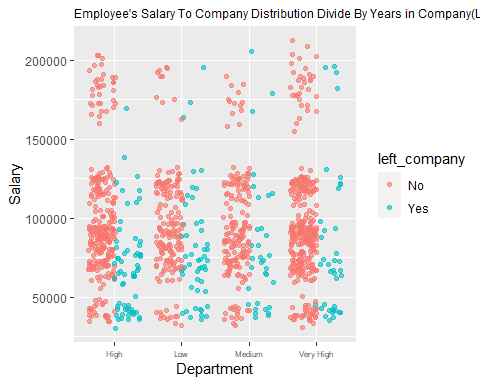 Employee's Salary To Company Distribution Divide By Years in Company(L
200000
150000
100000
50000
Salary
High
Low
Medium
Very High
Department
left_company
No
Yes